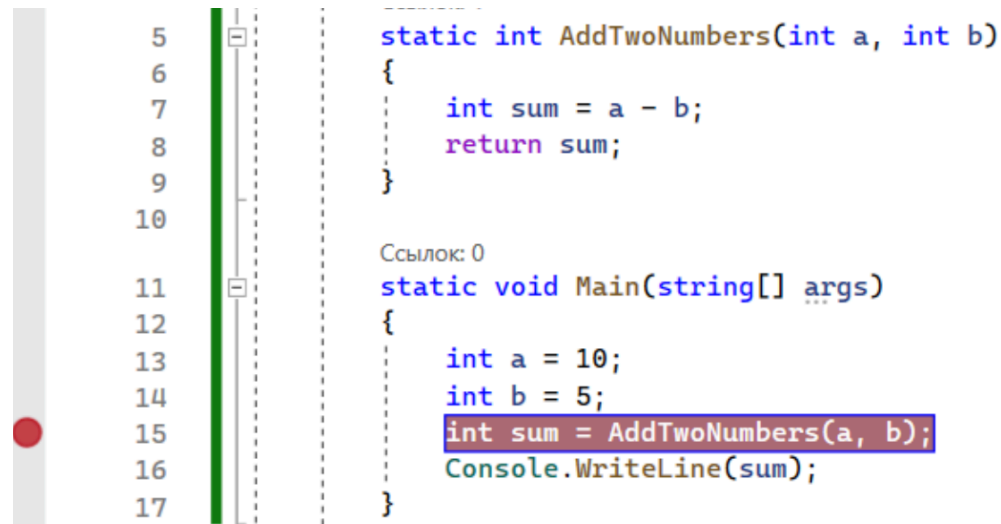 5 static int AddTwoNumbers(int a, int b)
6 {
7 int sum = a - b;
8 return sum;
9 }
10
Ссылок: 0
11 static void Main(string[] args)
12 {
13 int a = 10;
14 int b = 5;
15 int sum = AddTwoNumbers(a, b);
16 Console.WriteLine(sum);
17 }